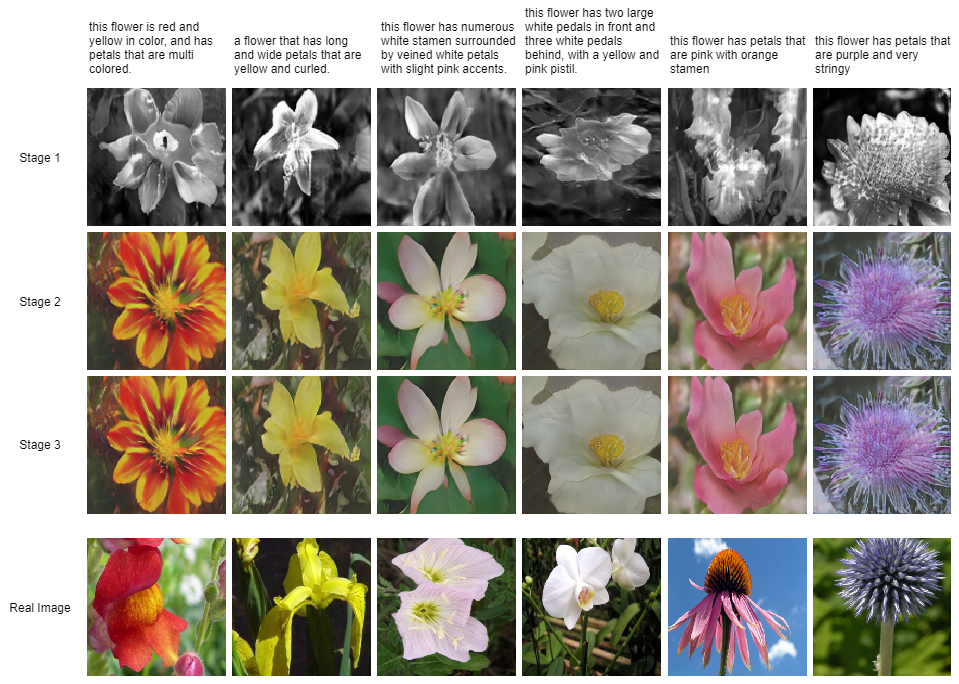 this flower is red and
yellow in color, and has
petals that are multi
colored.
a flower that has long
and wide petals that are
yellow and curled.
this flower has numerous
white stamen surrounded
by veined white petals
with slight pink accents.
this flower has two large
white pedals in front and
three white pedals
behind, with a yellow and
pink pistil.
this flower has petals that
are pink with orange
stamen
this flower has petals that
are purple and very
stringy
Stage 1
Stage 2
Stage 3
Real Image